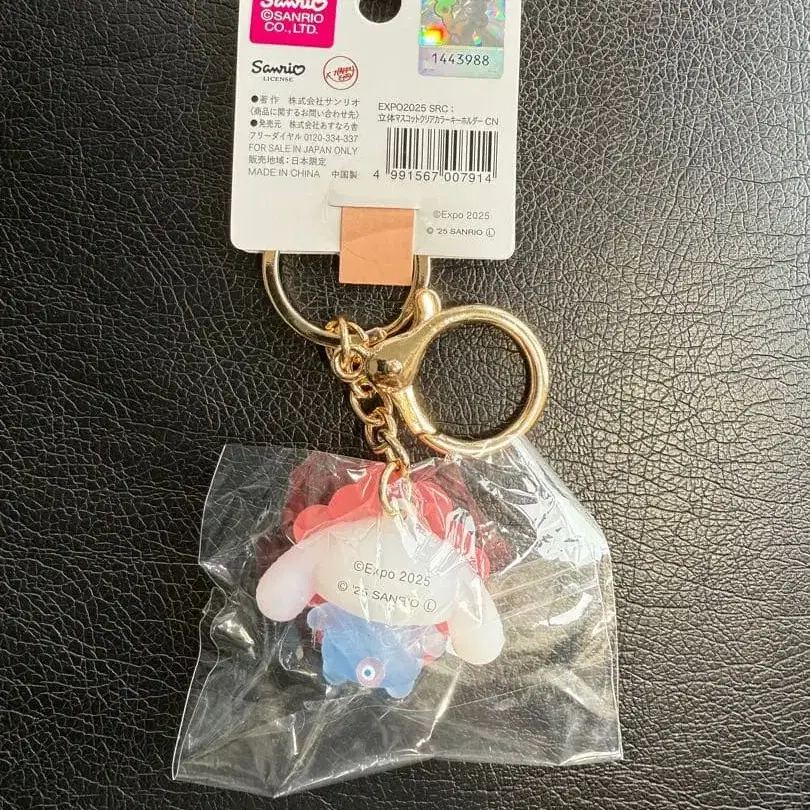 Sanrio
©SANRIO
CO., LTD.
1443988
Sanrio
LICENSE
●著作 株式会社サンリオ
(商品に関するお問い合わせ先)
●発売元 株式会社あすなろ舎
フリーダイヤル 0120-334-337
FOR SALE IN JAPAN ONLY
販売地域:日本限定
MADE IN CHINA 中国製
EXPO2025 SRC:
立体マスコットクリアカラーキーホルダー CN
4 991567 007914
©Expo 2025
© '25 SANRIO Ⓛ
©Expo 2025
© '25 SANRIO Ⓛ